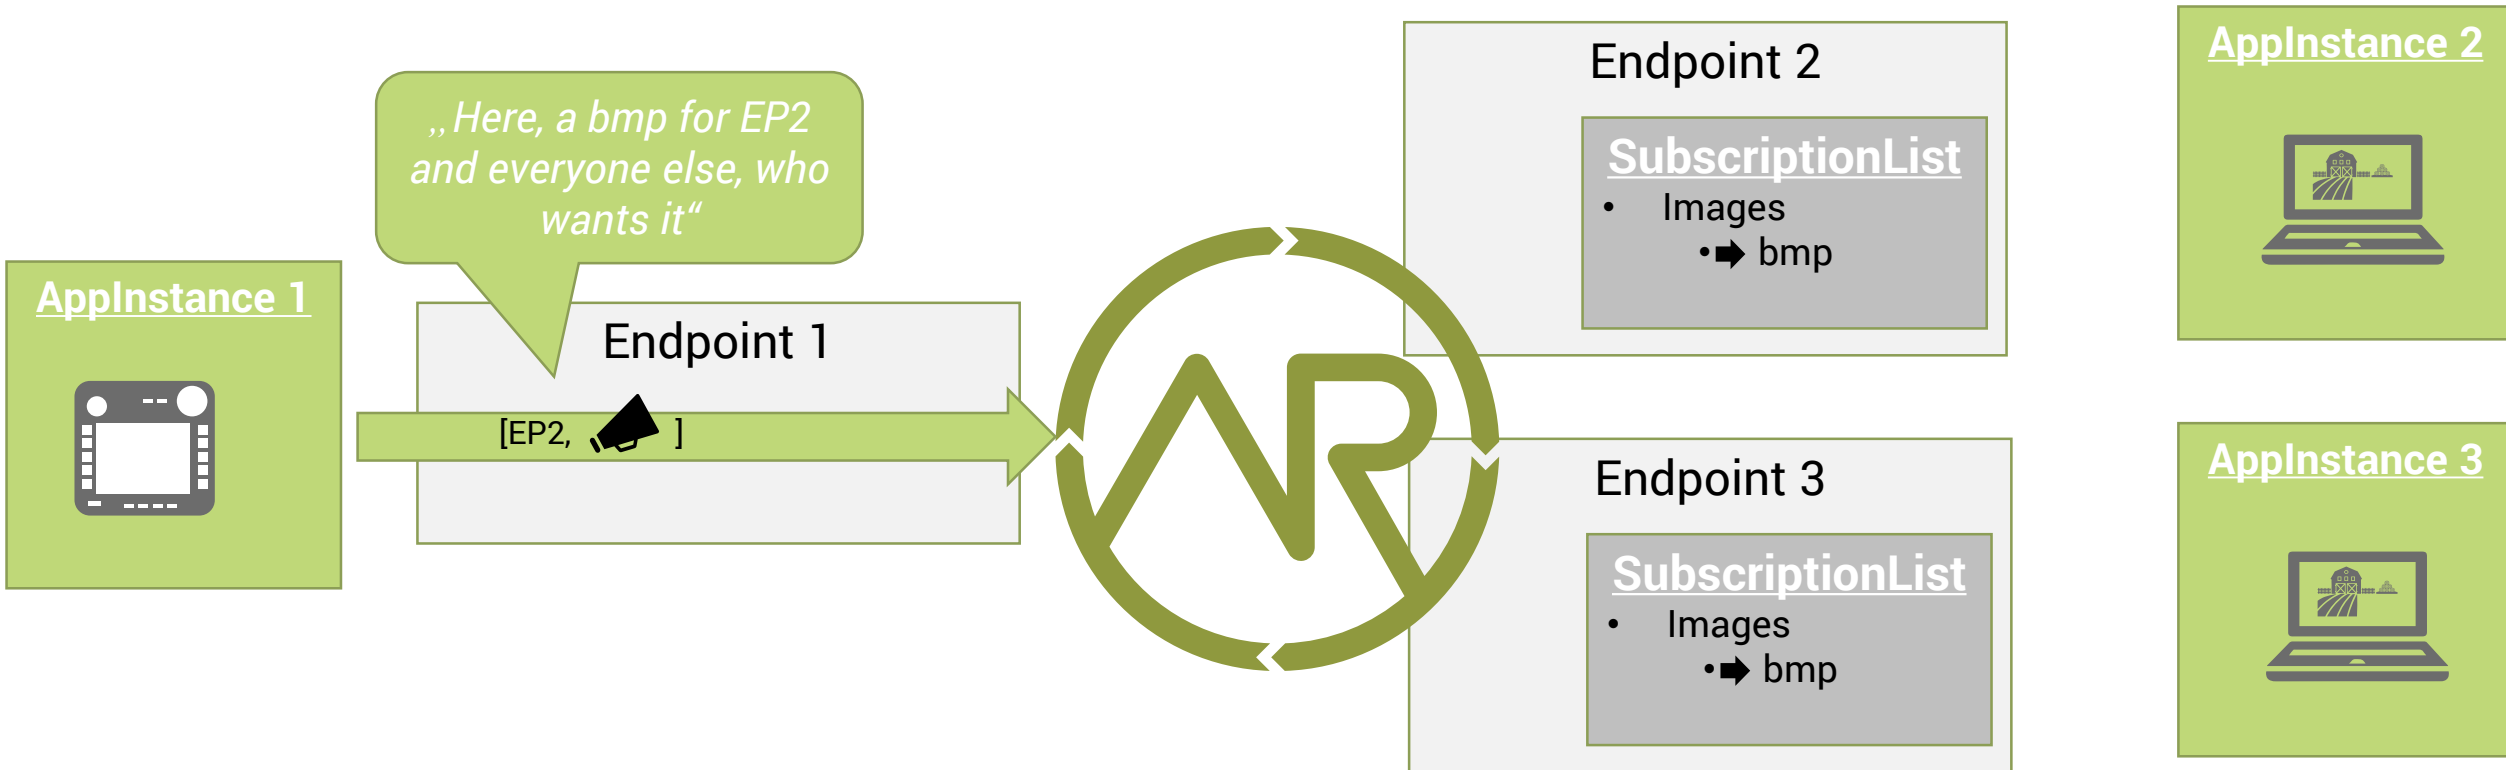 AppInstance 1
„Here, a bmp for EP2
and everyone else, who
wants it“
Endpoint 1
[EP2, ]
AR
Endpoint 2
SubscriptionList
• Images
•🡆 bmp
AppInstance 2
Endpoint 3
SubscriptionList
• Images
•🡆 bmp
AppInstance 3